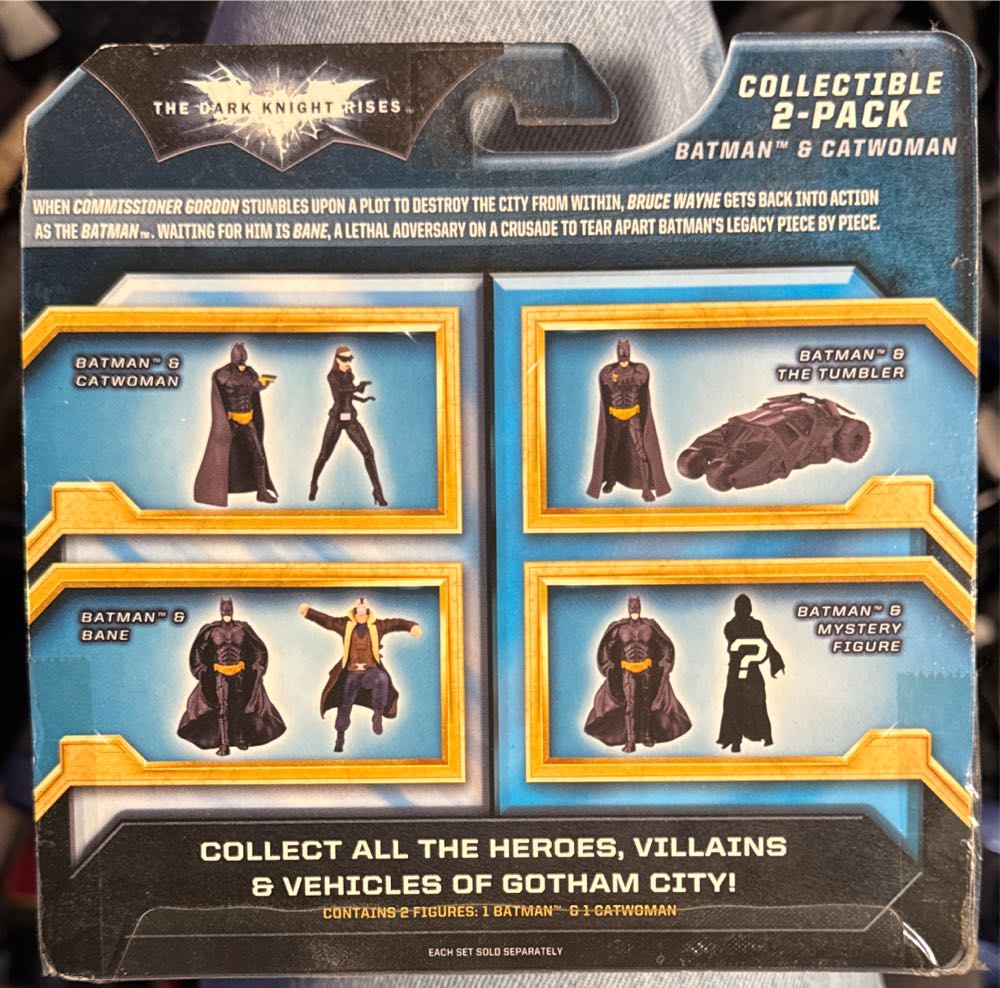 THE DARK KNIGHT RISES™
COLLECTIBLE
2-PACK
BATMAN™ & CATWOMAN
WHEN COMMISSIONER GORDON STUMBLES UPON A PLOT TO DESTROY THE CITY FROM WITHIN, BRUCE WAYNE GETS BACK INTO ACTION
AS THE BATMAN™. WAITING FOR HIM IS BANE, A LETHAL ADVERSARY ON A CRUSADE TO TEAR APART BATMAN'S LEGACY PIECE BY PIECE.
BATMAN™ &
CATWOMAN
BATMAN™ &
THE TUMBLER
BATMAN™ &
BANE
BATMAN™ &
MYSTERY
FIGURE
?
COLLECT ALL THE HEROES, VILLAINS
& VEHICLES OF GOTHAM CITY!
CONTAINS 2 FIGURES: 1 BATMAN™ & 1 CATWOMAN
EACH SET SOLD SEPARATELY